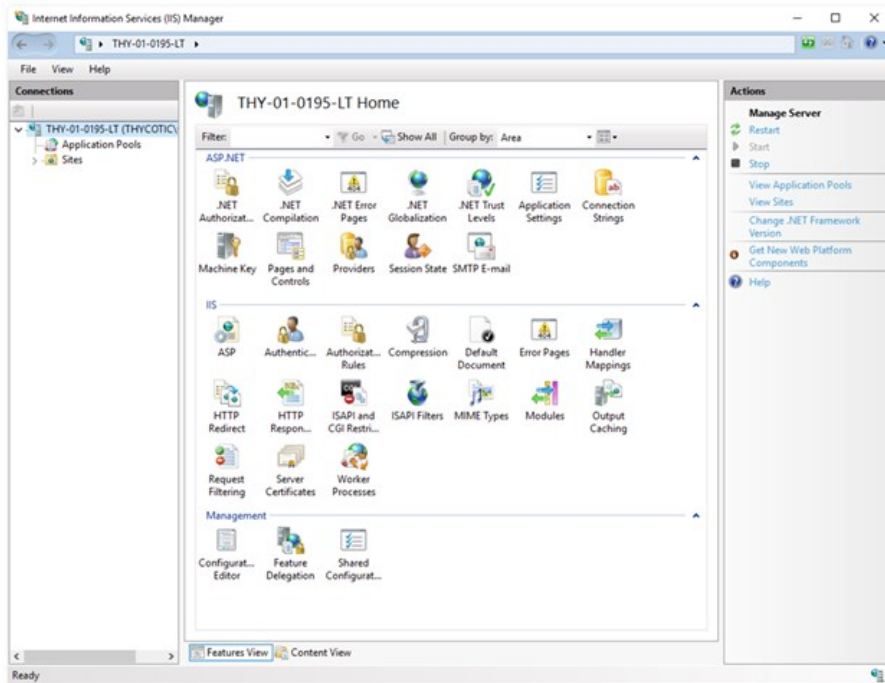 Internet Information Services (IIS) Manager
THY-01-0195-LT
File View Help
Connections
THY-01-0195-LT (THYCOTIC\
Application Pools
Sites
THY-01-0195-LT Home
Filter: Go Show All Group by: Area
ASP.NET
.NET Authorizat...
.NET Compilation
.NET Error Pages
.NET Globalization
.NET Trust Levels
Application Settings
Connection Strings
Machine Key
Pages and Controls
Providers
Session State
SMTP E-mail
IIS
ASP
Authentic...
Authorizat... Rules
Compression
Default Document
Error Pages
Handler Mappings
HTTP Redirect
HTTP Respon...
ISAPI and CGI Restri...
ISAPI Filters
MIME Types
Modules
Output Caching
Request Filtering
Server Certificates
Worker Processes
Management
Configurat... Editor
Feature Delegation
Shared Configurat...
Features View Content View
Ready
Actions
Manage Server
Restart
Start
Stop
View Application Pools
View Sites
Change .NET Framework
Version
Get New Web Platform
Components
Help